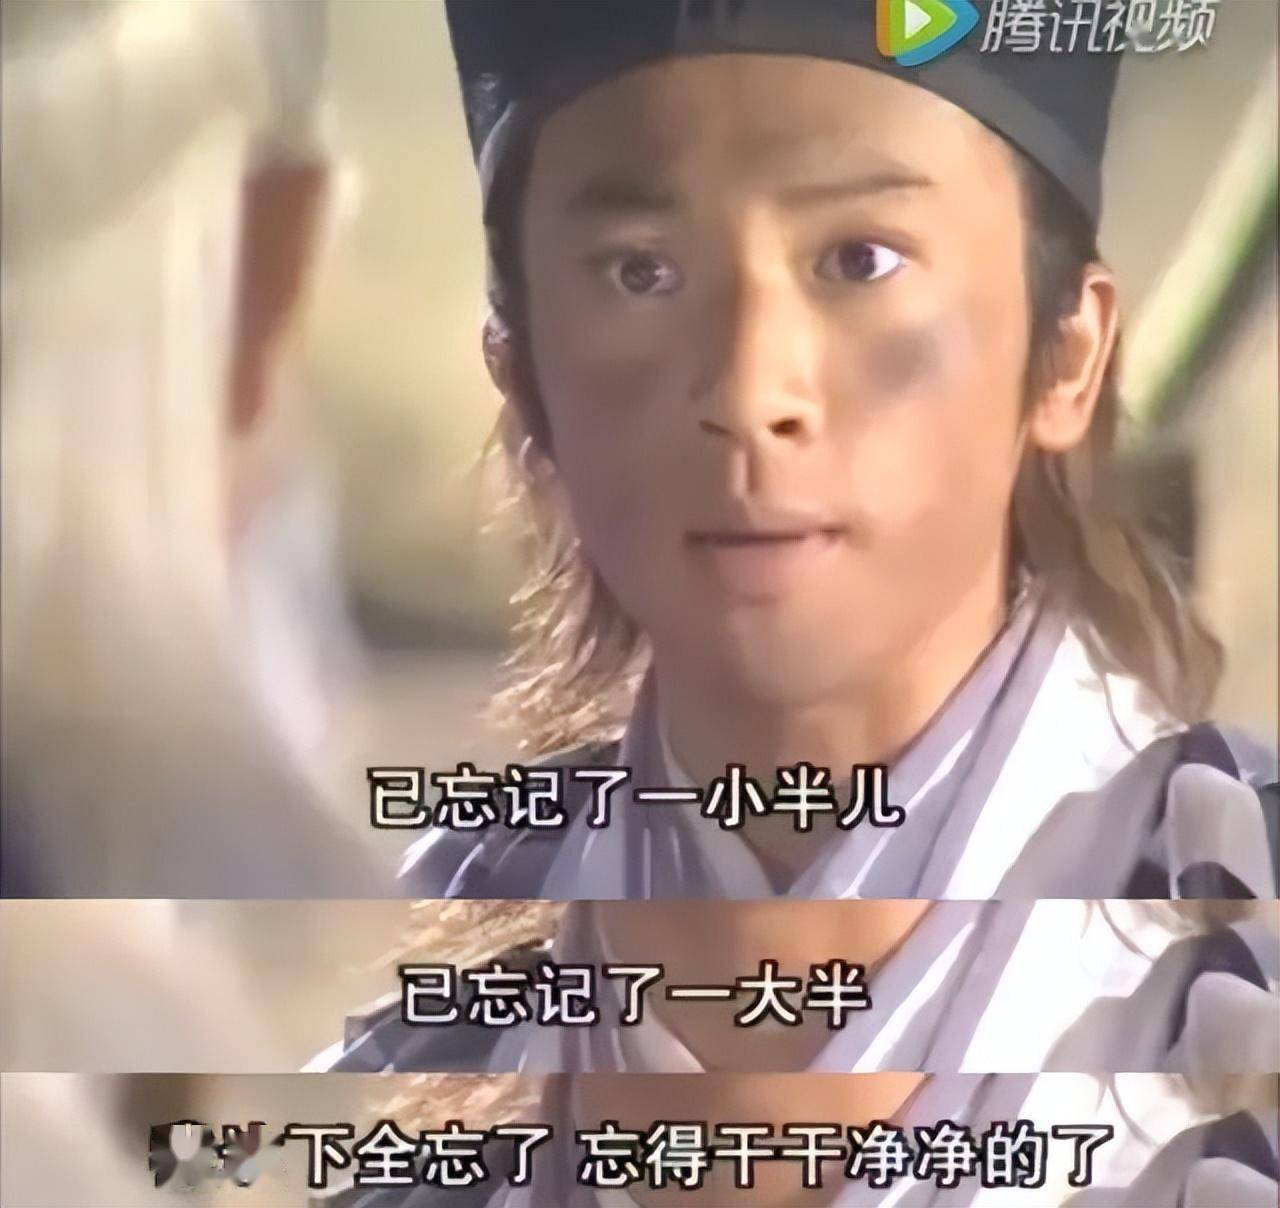 腾讯视频
已忘记了一小半儿
已忘记了一大半
下全忘了 忘得干干净净的了